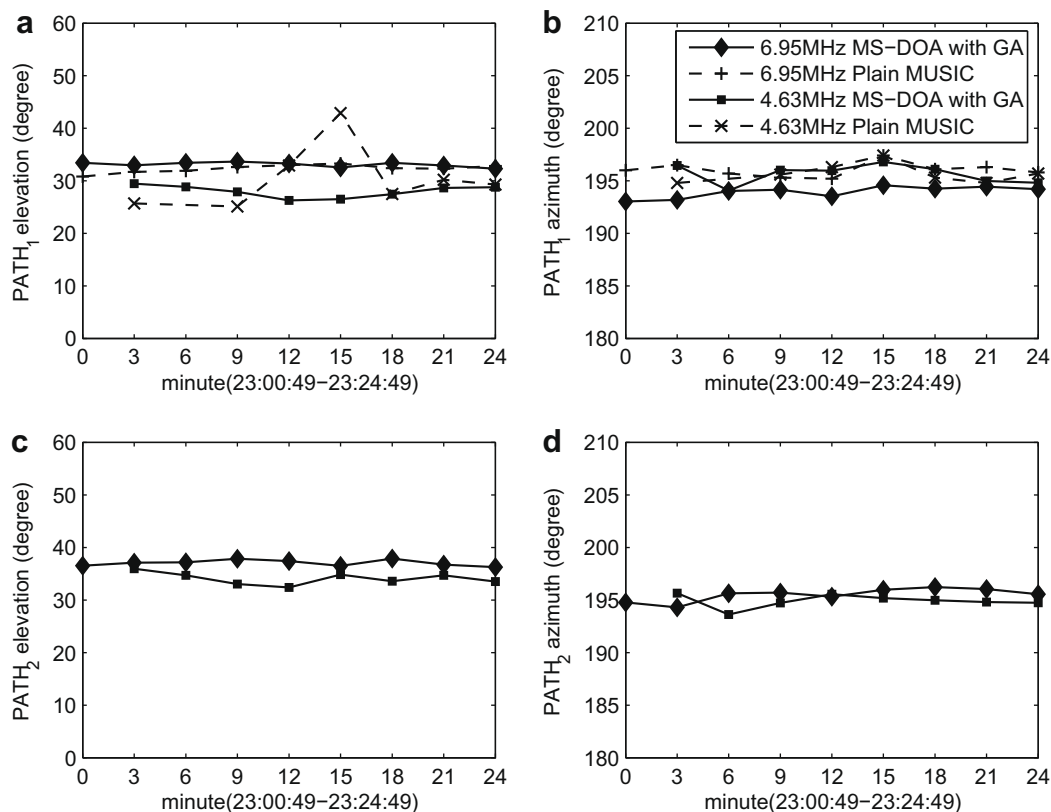 a
60
50
40
30
20
10
0
PATH1 elevation (degree)
0 3 6 9 12 15 18 21 24
minute(23:00:49−23:24:49)
b
210
205
200
195
190
185
180
PATH1 azimuth (degree)
6.95MHz MS−DOA with GA
6.95MHz Plain MUSIC
4.63MHz MS−DOA with GA
4.63MHz Plain MUSIC
0 3 6 9 12 15 18 21 24
minute(23:00:49−23:24:49)
c
60
50
40
30
20
10
0
PATH2 elevation (degree)
0 3 6 9 12 15 18 21 24
minute(23:00:49−23:24:49)
d
210
205
200
195
190
185
180
PATH2 azimuth (degree)
0 3 6 9 12 15 18 21 24
minute(23:00:49−23:24:49)